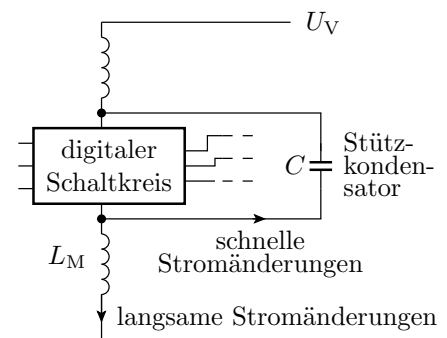 U_V
digitaler
Schaltkreis
C
Stütz-
konden-
sator
schnelle
Stromänderungen
L_M
langsame Stromänderungen